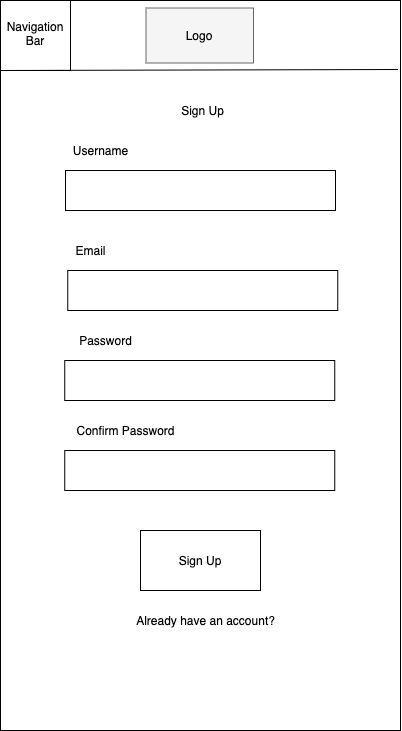 Navigation
Bar
Logo
Sign Up
Username
Email
Password
Confirm Password
Sign Up
Already have an account?